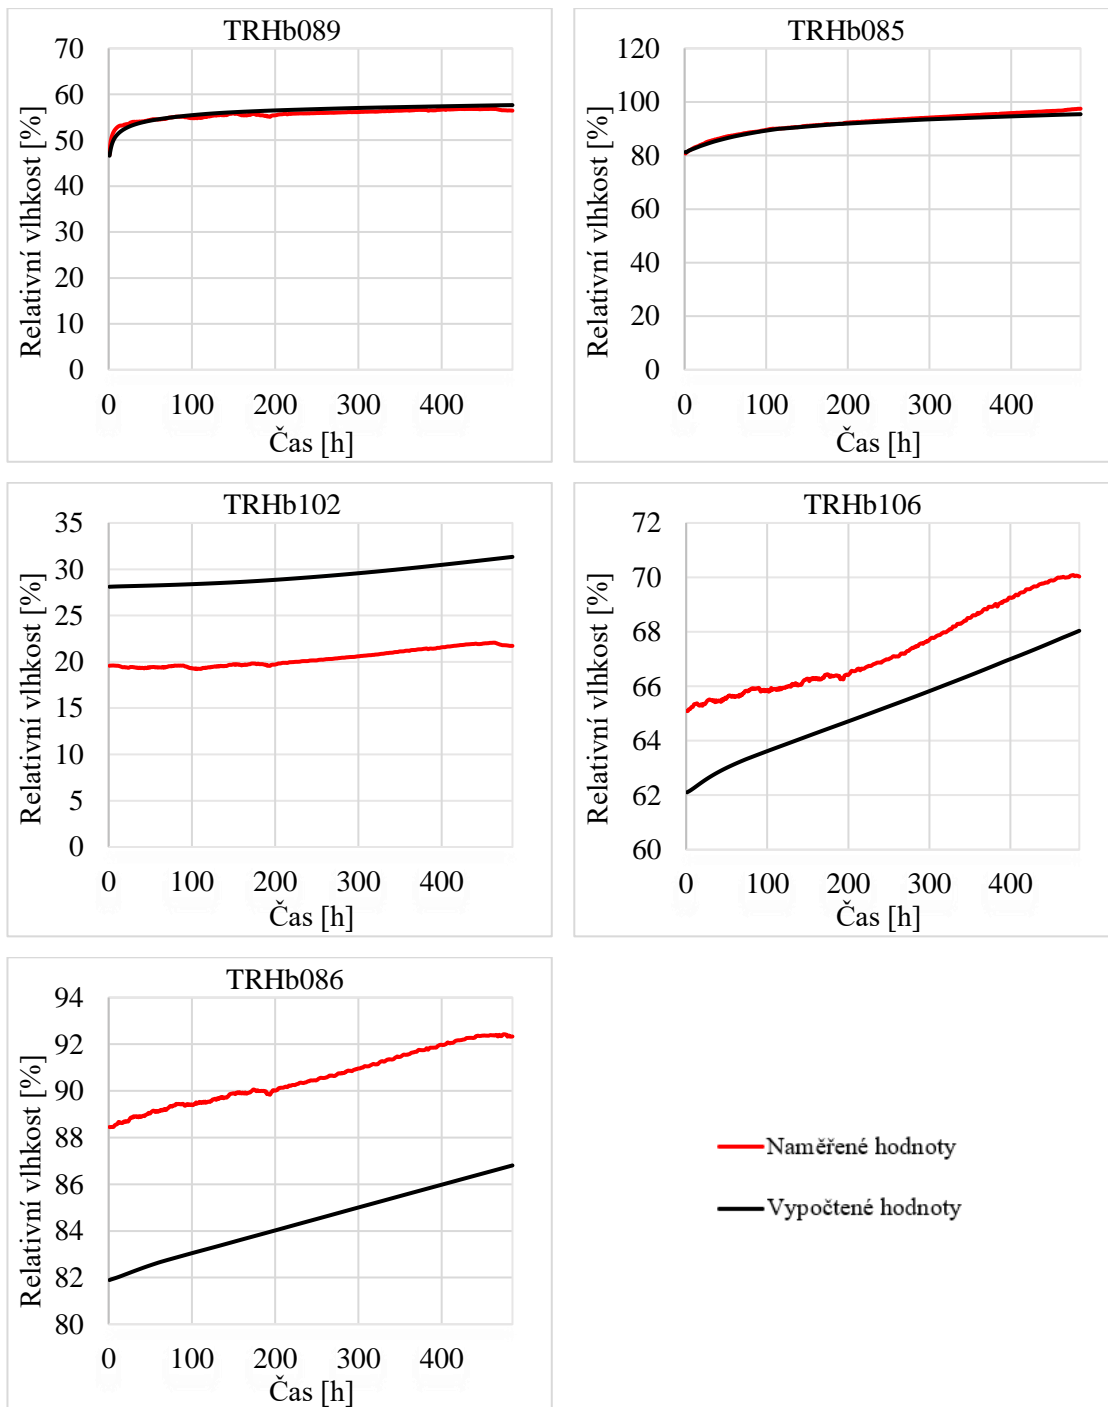 TRHb089
Relativní vlhkost [%]
70
60
50
40
30
20
10
0
0 100 200 300 400
Čas [h]
TRHb085
Relativní vlhkost [%]
120
100
80
60
40
20
0
0 100 200 300 400
Čas [h]
TRHb102
Relativní vlhkost [%]
35
30
25
20
15
10
5
0
0 100 200 300 400
Čas [h]
TRHb106
Relativní vlhkost [%]
72
70
68
66
64
62
60
0 100 200 300 400
Čas [h]
TRHb086
Relativní vlhkost [%]
94
92
90
88
86
84
82
80
0 100 200 300 400
Čas [h]
Naměřené hodnoty
Vypočtené hodnoty